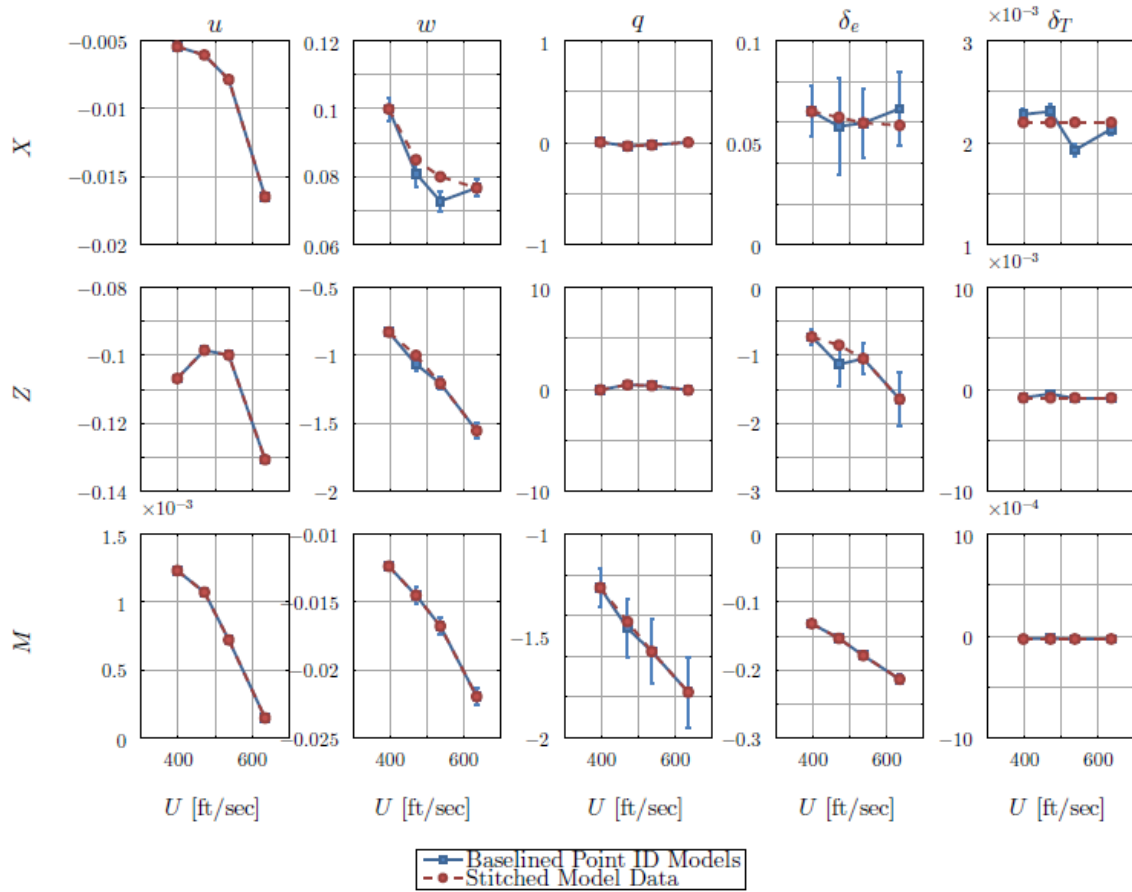 u w q δe δT
×10−3
X
−0.005 0.12 1 0.1 3
−0.01 0.1
−0.015 0.08 0 0.05 2
−0.02 0.06 −1 0 1
×10−3 ×10−3
Z
−0.08 −0.5 10 0 10
−0.1 −1 −1
−0.12 −1.5 0 −2 0
−0.14 −2 −10 −3 −10
×10−3 ×10−4
M
1.5 −0.01 −1 0 10
1 −0.015 −0.1
0.5 −0.02 −1.5 −0.2 0
0 −0.025 −2 −0.3 −10
400 600 400 600 400 600 400 600 400 600
U [ft/sec] U [ft/sec] U [ft/sec] U [ft/sec] U [ft/sec]
Baselined Point ID Models
Stitched Model Data